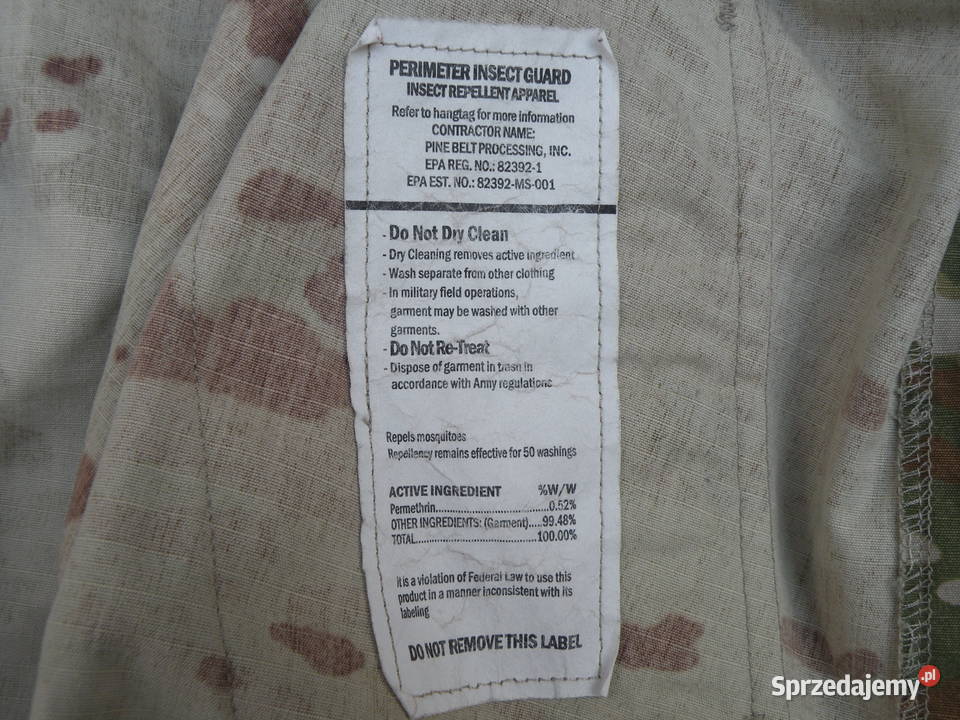 PERIMETER INSECT GUARD
INSECT REPELLENT APPAREL
Refer to hangtag for more information
CONTRACTOR NAME:
PINE BELT PROCESSING, INC.
EPA REG. NO.: 82392-1
EPA EST. NO.: 82392-MS-001
- Do Not Dry Clean
- Dry Cleaning removes active ingredient
- Wash separate from other clothing
- In military field operations,
garment may be washed with other
garments.
- Do Not Re-Treat
- Dispose of garment in trash in
accordance with Army regulations
Repels mosquitoes
Repellency remains effective for 50 washings
ACTIVE INGREDIENT %W/W
Permethrin..............................0.52%
OTHER INGREDIENTS: (Garment)....99.48%
TOTAL................................100.00%
It is a violation of Federal Law to use this
product in a manner inconsistent with its
labeling
DO NOT REMOVE THIS LABEL
Sprzedajemy.pl